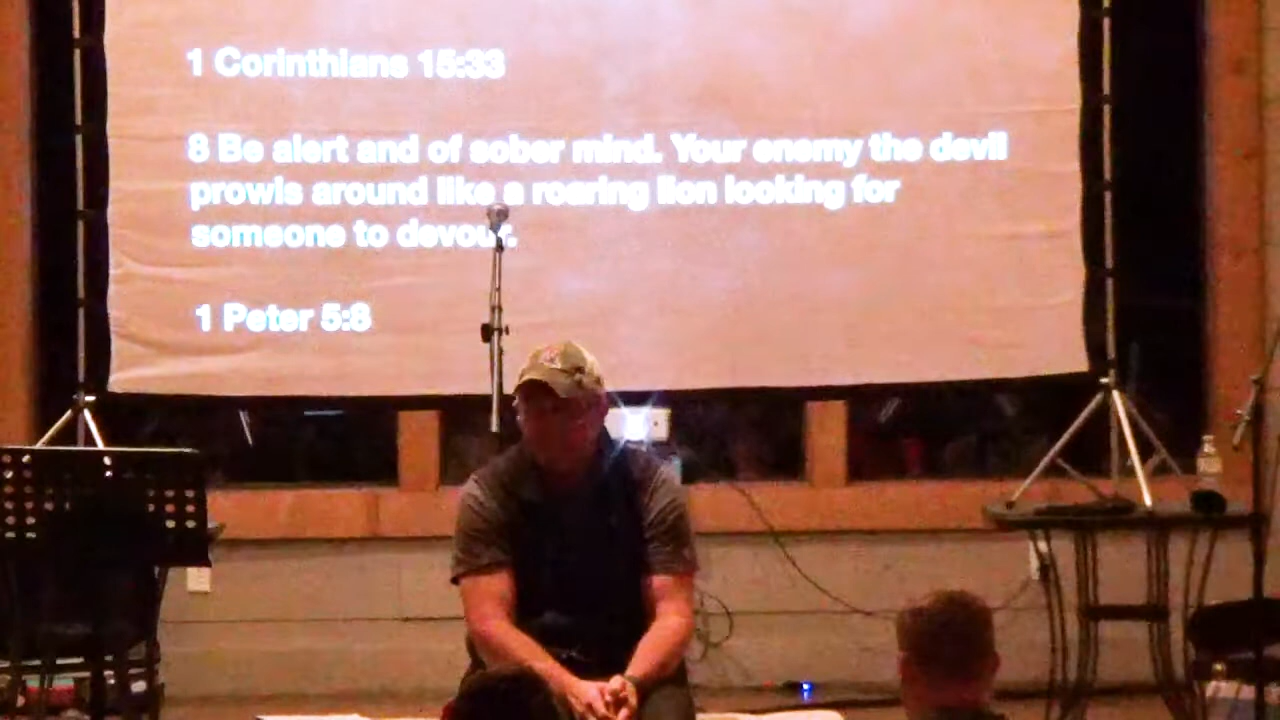 1 Corinthians 15:33
8 Be alert and of sober mind. Your enemy the devil
prowls around like a roaring lion looking for
someone to devour.
1 Peter 5:8